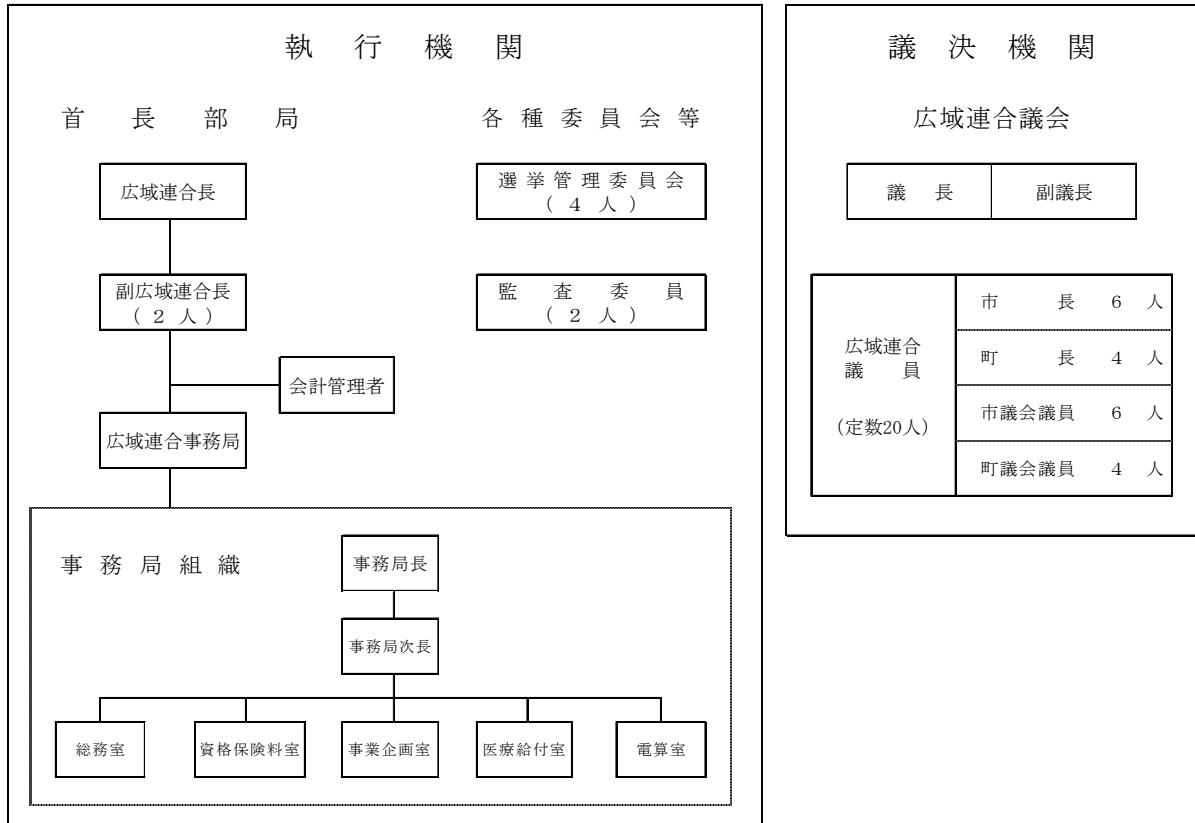 執行機関
首長部局
各種委員会等
広域連合長
選挙管理委員会
(4人)
副広域連合長
(2人)
監査委員
(2人)
会計管理者
広域連合事務局
事務局組織
事務局長
事務局次長
総務室
資格保険料室
事業企画室
医療給付室
電算室
議決機関
広域連合議会
議長
副議長
広域連合
議員
(定数20人)
市長 6人
町長 4人
市議会議員 6人
町議会議員 4人